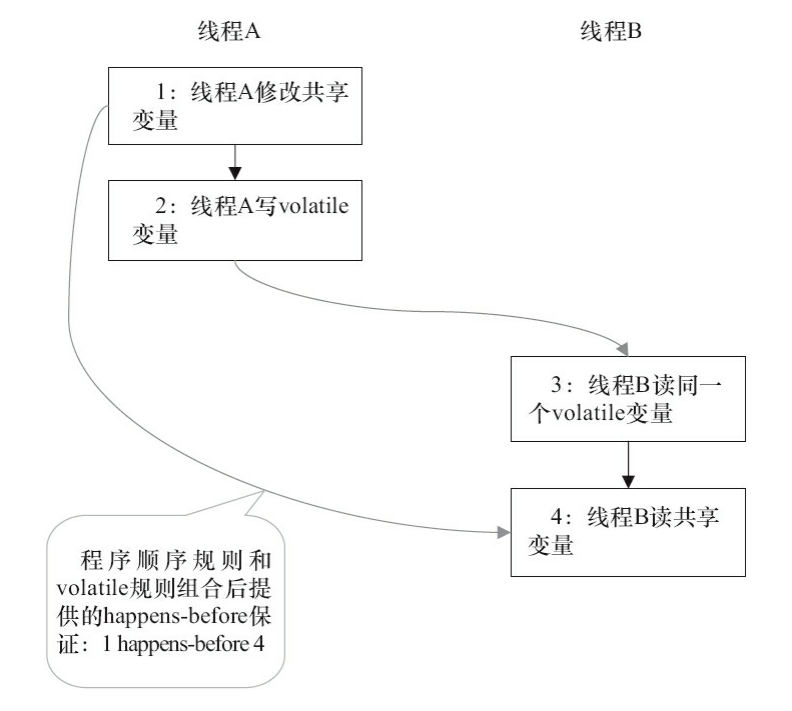 线程A
线程B
1：线程A修改共享
变量
2：线程A写volatile
变量
3：线程B读同一
个volatile变量
4：线程B读共享
变量
程序顺序规则和
volatile规则组合后提
供的happens-before保
证：1 happens-before 4